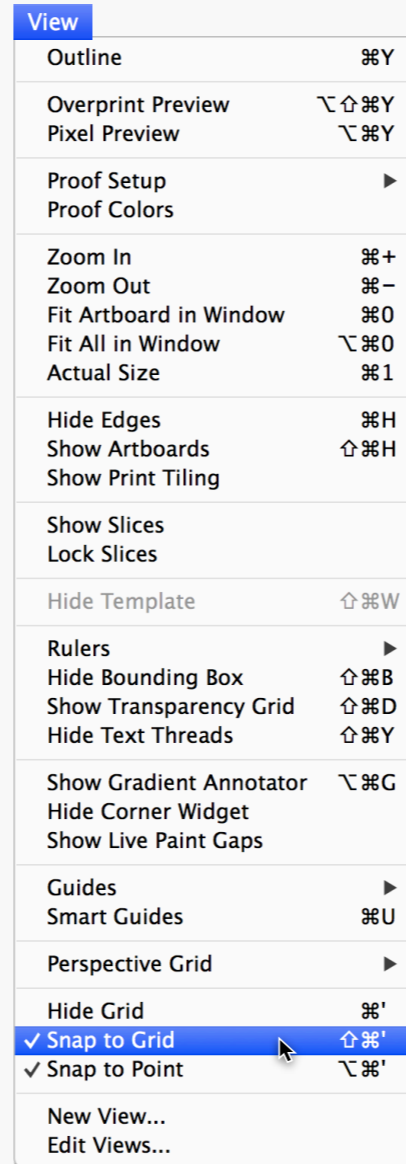 View
Outline ⌘Y
Overprint Preview ⌥⇧⌘Y
Pixel Preview ⌥⌘Y
Proof Setup ▶
Proof Colors
Zoom In ⌘+
Zoom Out ⌘−
Fit Artboard in Window ⌘0
Fit All in Window ⌥⌘0
Actual Size ⌘1
Hide Edges ⌘H
Show Artboards ⇧⌘H
Show Print Tiling
Show Slices
Lock Slices
Hide Template ⇧⌘W
Rulers ▶
Hide Bounding Box ⇧⌘B
Show Transparency Grid ⇧⌘D
Hide Text Threads ⇧⌘Y
Show Gradient Annotator ⌥⌘G
Hide Corner Widget
Show Live Paint Gaps
Guides ▶
Smart Guides ⌘U
Perspective Grid ▶
Hide Grid ⌘'
✓ Snap to Grid ⇧⌘'
✓ Snap to Point ⌥⌘'
New View...
Edit Views...